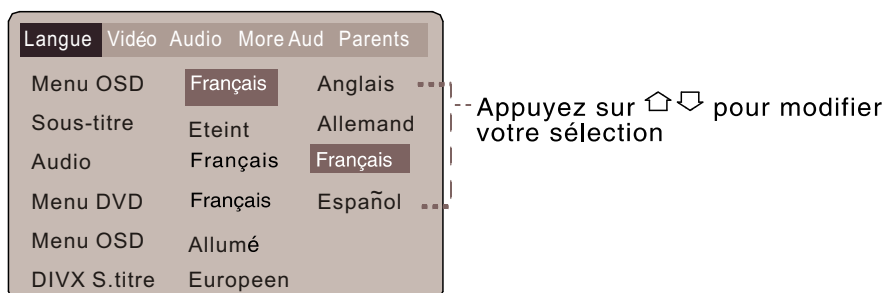 Langue Vidéo Audio More Aud Parents
Menu OSD Français Anglais
Sous-titre Eteint Allemand
Audio Français Français
Menu DVD Français Español
Menu OSD Allumé
DIVX S.titre Europeen
Appuyez sur ⇧⇩ pour modifier
votre sélection